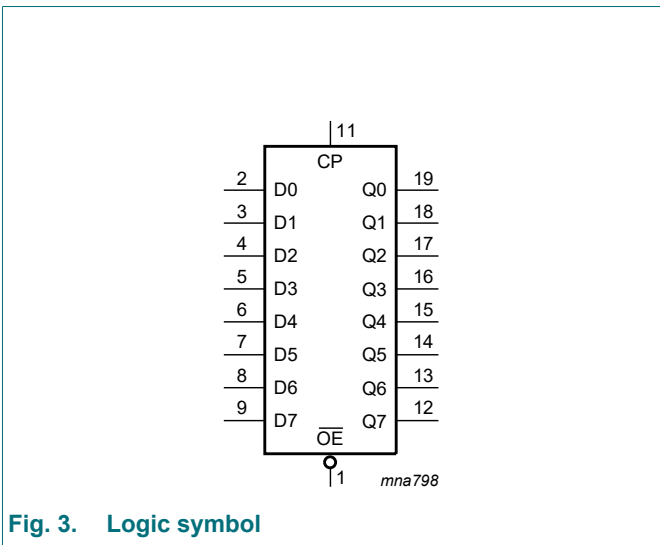 11
CP
2 D0 Q0 19
3 D1 Q1 18
4 D2 Q2 17
5 D3 Q3 16
6 D4 Q4 15
7 D5 Q5 14
8 D6 Q6 13
9 D7 Q7 12
O̅E̅
1 mna798
Fig. 3. Logic symbol